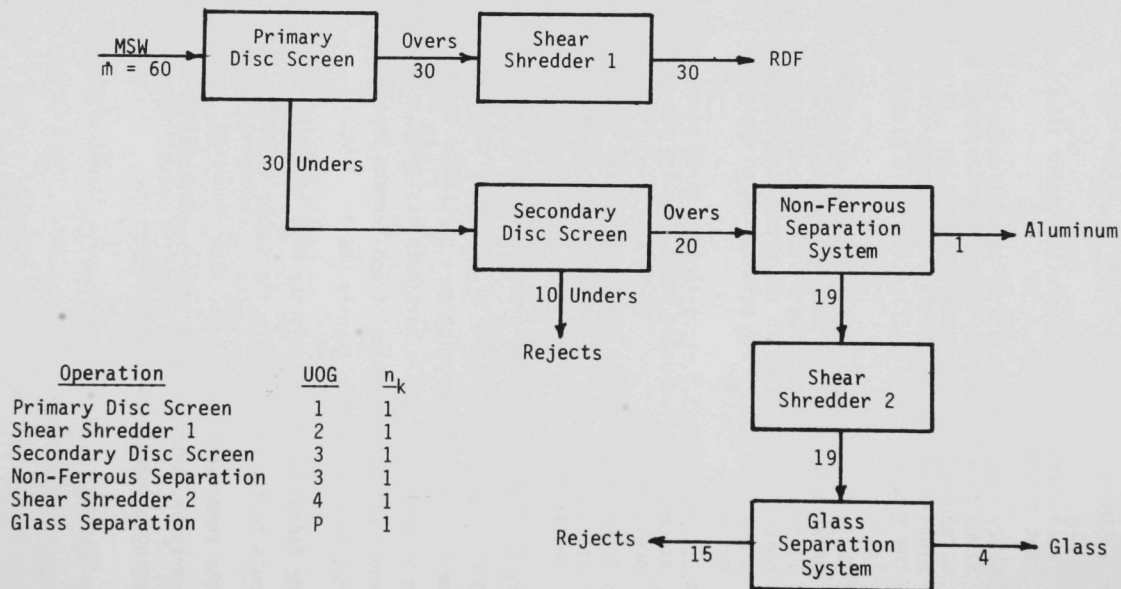 MSW
ṁ = 60
Primary
Disc Screen
Overs
30
Shear
Shredder 1
30
RDF
30 Unders
Secondary
Disc Screen
Overs
20
Non-Ferrous
Separation
System
1
Aluminum
10 Unders
Rejects
19
Shear
Shredder 2
19
Glass
Separation
System
Rejects
15
4
Glass
Operation UOG nk
Primary Disc Screen 1 1
Shear Shredder 1 2 1
Secondary Disc Screen 3 1
Non-Ferrous Separation 3 1
Shear Shredder 2 4 1
Glass Separation P 1